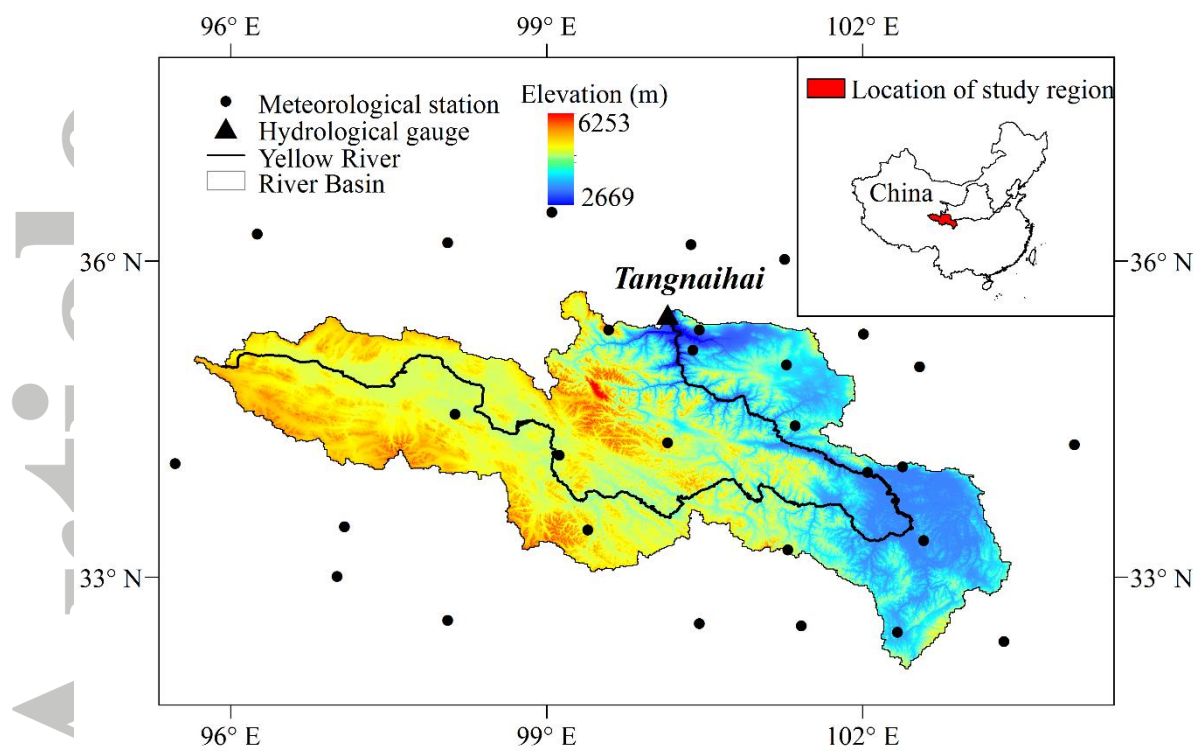 96° E
99° E
102° E
Meteorological station
Hydrological gauge
Yellow River
River Basin
Elevation (m)
6253
2669
Location of study region
China
36° N
36° N
Tangnaihai
33° N
33° N
96° E
99° E
102° E